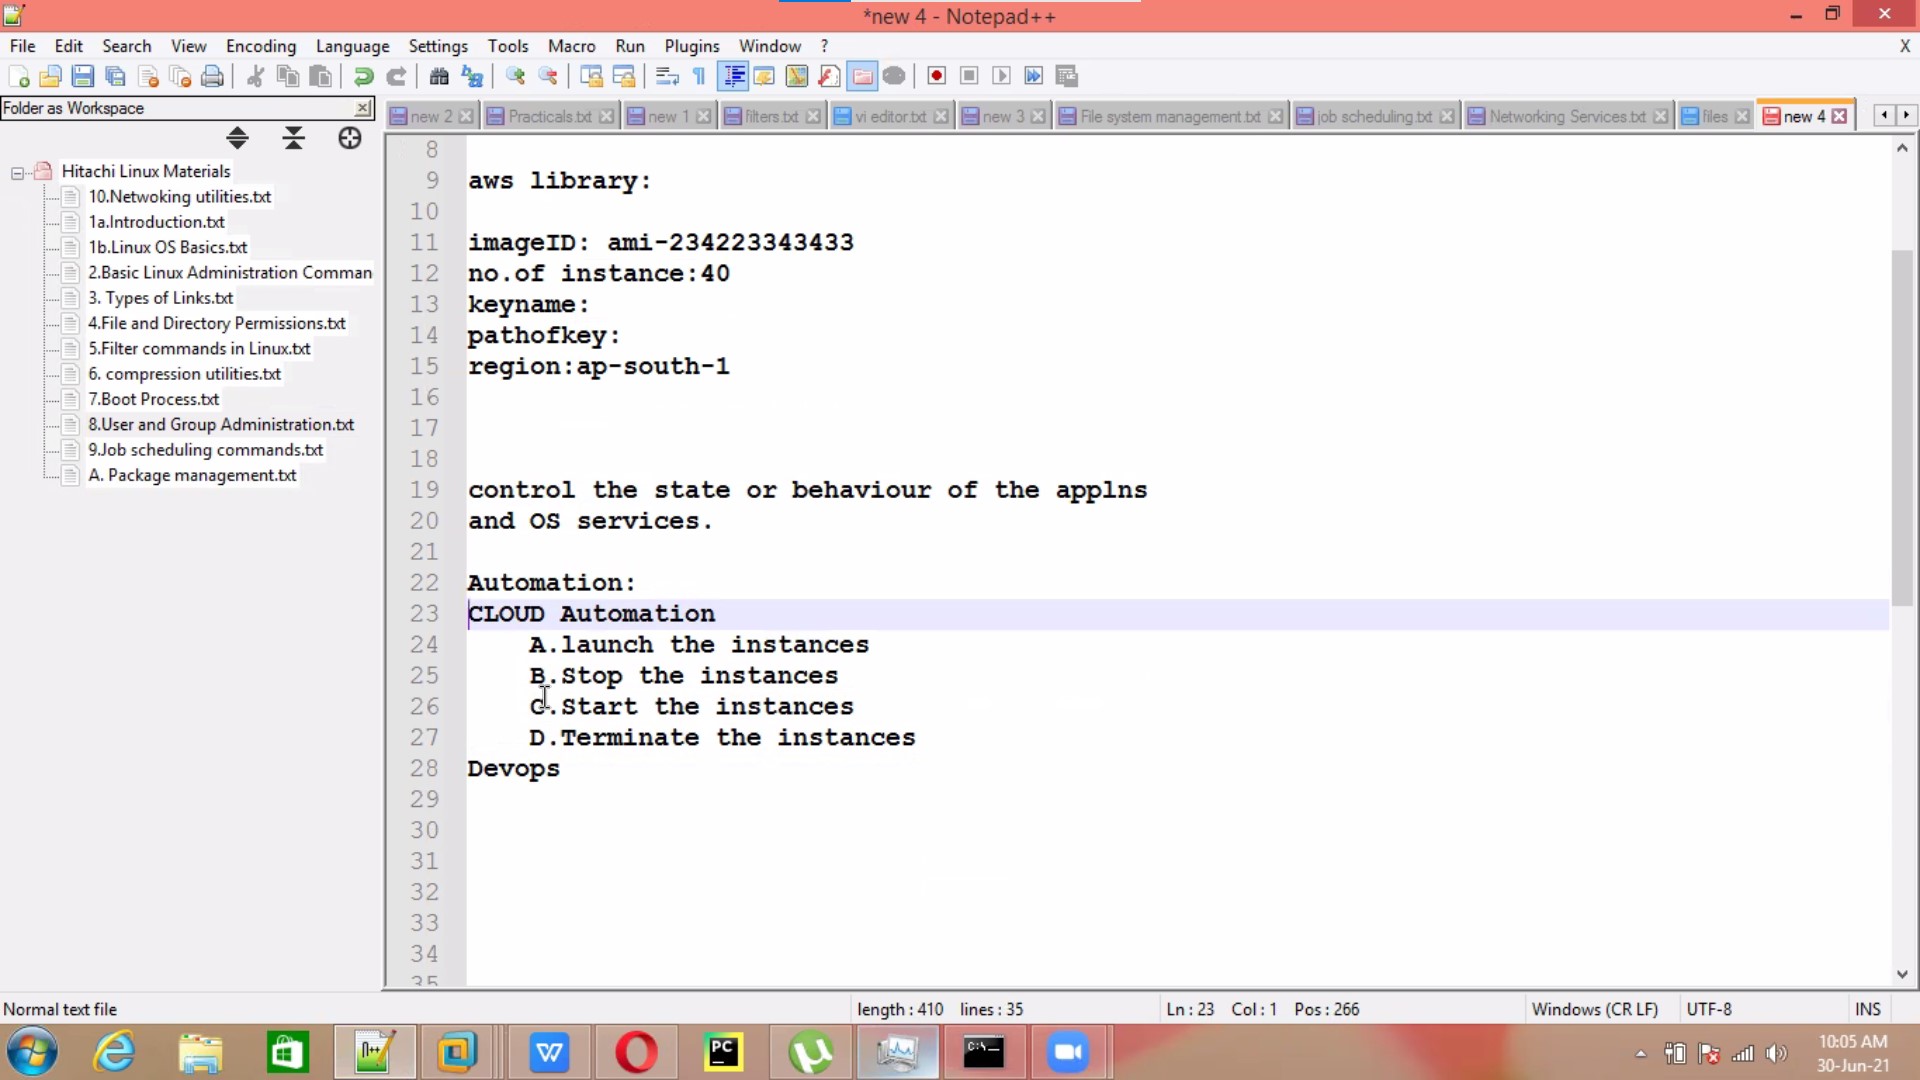 *new 4 - Notepad++
File Edit Search View Encoding Language Settings Tools Macro Run Plugins Window ? X
Folder as Workspace
new 2 Practicals.txt new 1 filters.txt vi editor.txt new 3 File system management.txt job scheduling.txt Networking Services.txt files new 4
Hitachi Linux Materials
10.Netwoking utilities.txt
1a.Introduction.txt
1b.Linux OS Basics.txt
2.Basic Linux Administration Comman
3. Types of Links.txt
4.File and Directory Permissions.txt
5.Filter commands in Linux.txt
6. compression utilities.txt
7.Boot Process.txt
8.User and Group Administration.txt
9.Job scheduling commands.txt
A. Package management.txt
8
9 aws library:
10
11 imageID: ami-234223343433
12 no.of instance:40
13 keyname:
14 pathofkey:
15 region:ap-south-1
16
17
18
19 control the state or behaviour of the applns
20 and OS services.
21
22 Automation:
23 CLOUD Automation
24 A.launch the instances
25 B.Stop the instances
26 C.Start the instances
27 D.Terminate the instances
28 Devops
29
30
31
32
33
34
35
Normal text file length : 410 lines : 35 Ln : 23 Col : 1 Pos : 266 Windows (CR LF) UTF-8 INS
N++ W PC C:\_ 10:05 AM
30-Jun-21